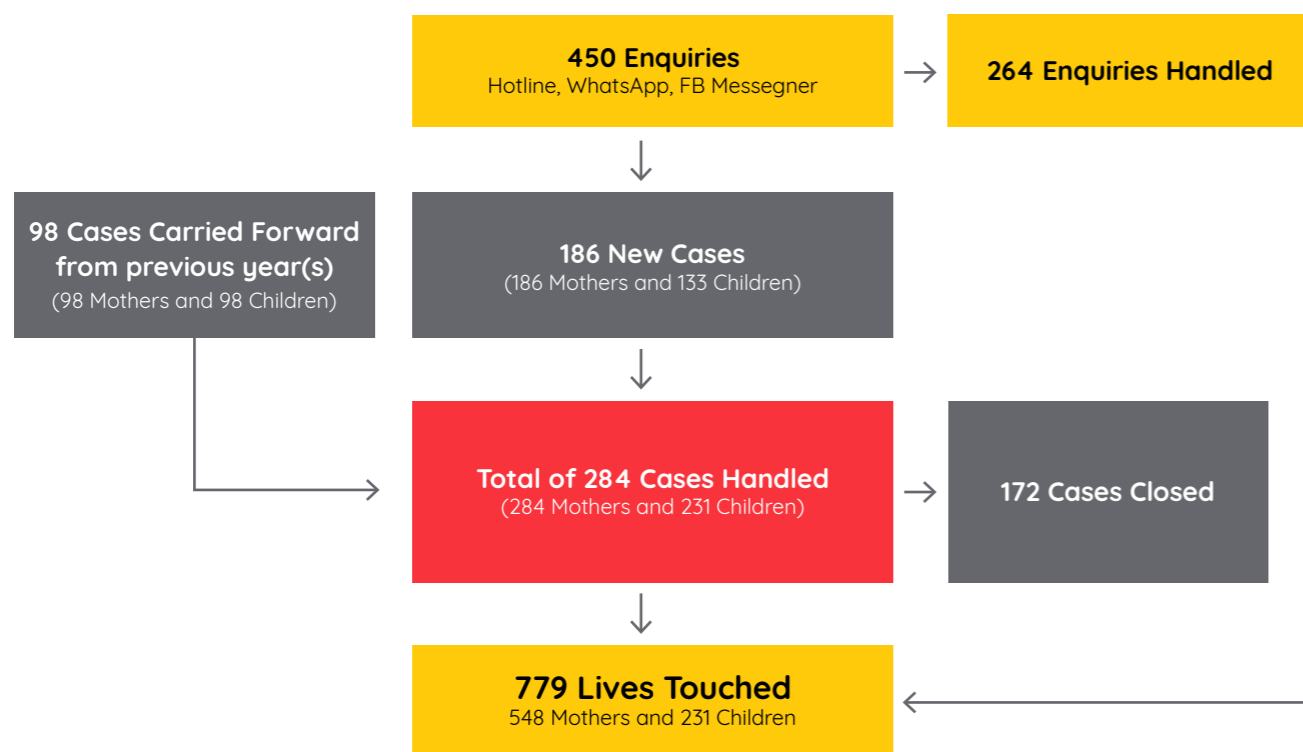 450 Enquiries
Hotline, WhatsApp, FB Messegner
264 Enquiries Handled
98 Cases Carried Forward
from previous year(s)
(98 Mothers and 98 Children)
186 New Cases
(186 Mothers and 133 Children)
Total of 284 Cases Handled
(284 Mothers and 231 Children)
172 Cases Closed
779 Lives Touched
548 Mothers and 231 Children